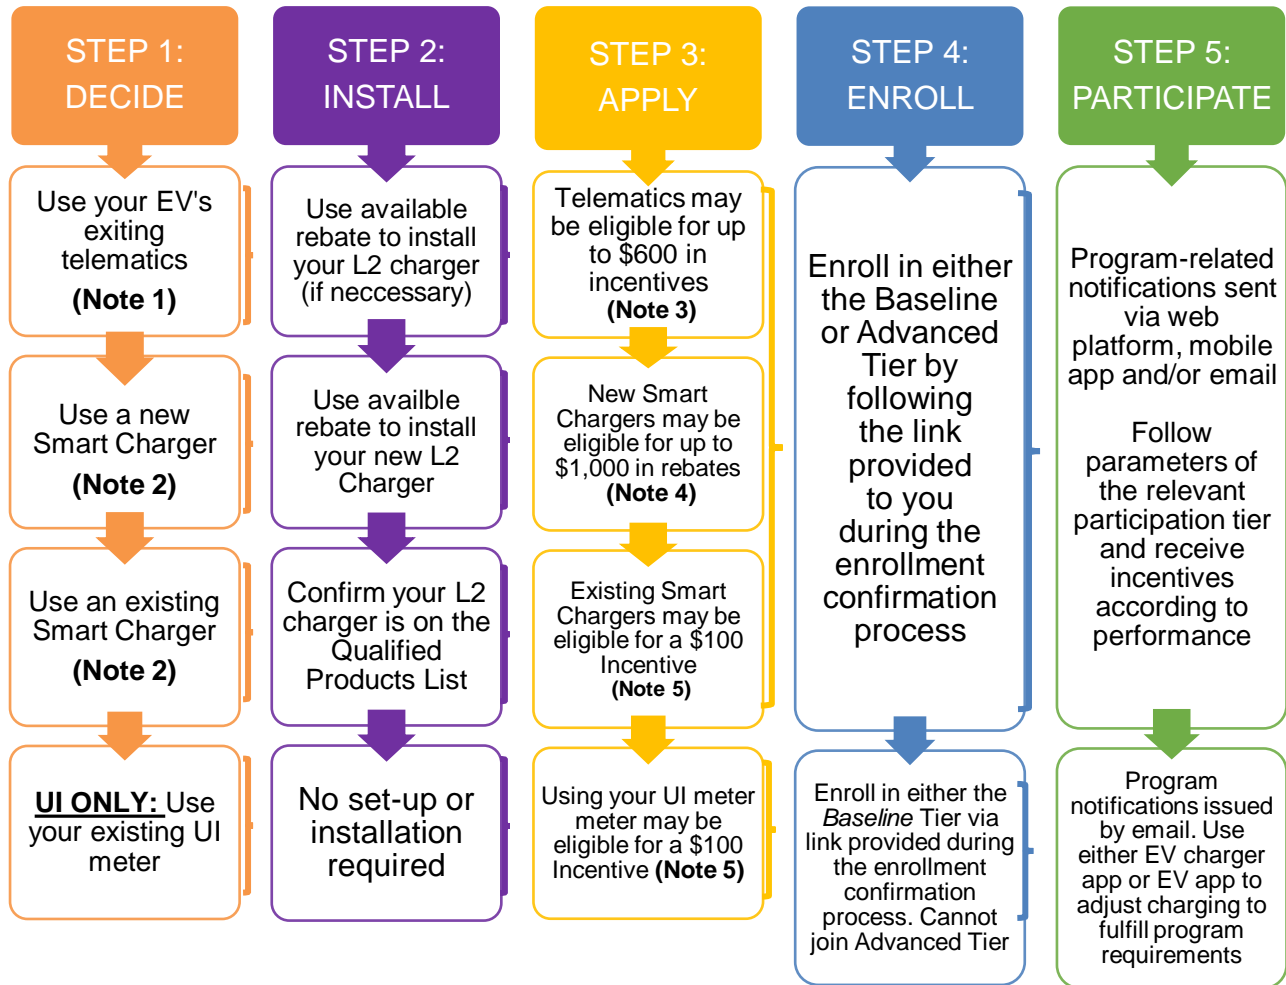 STEP 1:
DECIDE
Use your EV's
exiting
telematics
(Note 1)
Use a new
Smart Charger
(Note 2)
Use an existing
Smart Charger
(Note 2)
UI ONLY: Use
your existing UI
meter
STEP 2:
INSTALL
Use available
rebate to install
your L2 charger
(if neccessary)
Use availble
rebate to install
your new L2
Charger
Confirm your L2
charger is on the
Qualified
Products List
No set-up or
installation
required
STEP 3:
APPLY
Telematics may
be eligible for up
to $600 in
incentives
(Note 3)
New Smart
Chargers may be
eligible for up to
$1,000 in rebates
(Note 4)
Existing Smart
Chargers may be
eligible for a $100
Incentive
(Note 5)
Using your UI meter
meter may be
eligible for a $100
Incentive (Note 5)
STEP 4:
ENROLL
Enroll in either
the Baseline
or Advanced
Tier by
following
the link
provided
to you
during the
enrollment
confirmation
process
Enroll in either the
Baseline Tier via
link provided during
the enrollment
confirmation
process. Cannot
join Advanced Tier
STEP 5:
PARTICIPATE
Program-related
notifications sent
via web
platform, mobile
app and/or email
Follow
parameters of
the relevant
participation tier
and receive
incentives
according to
performance
Program
notifications issued
by email. Use
either EV charger
app or EV app to
adjust charging to
fulfill program
requirements